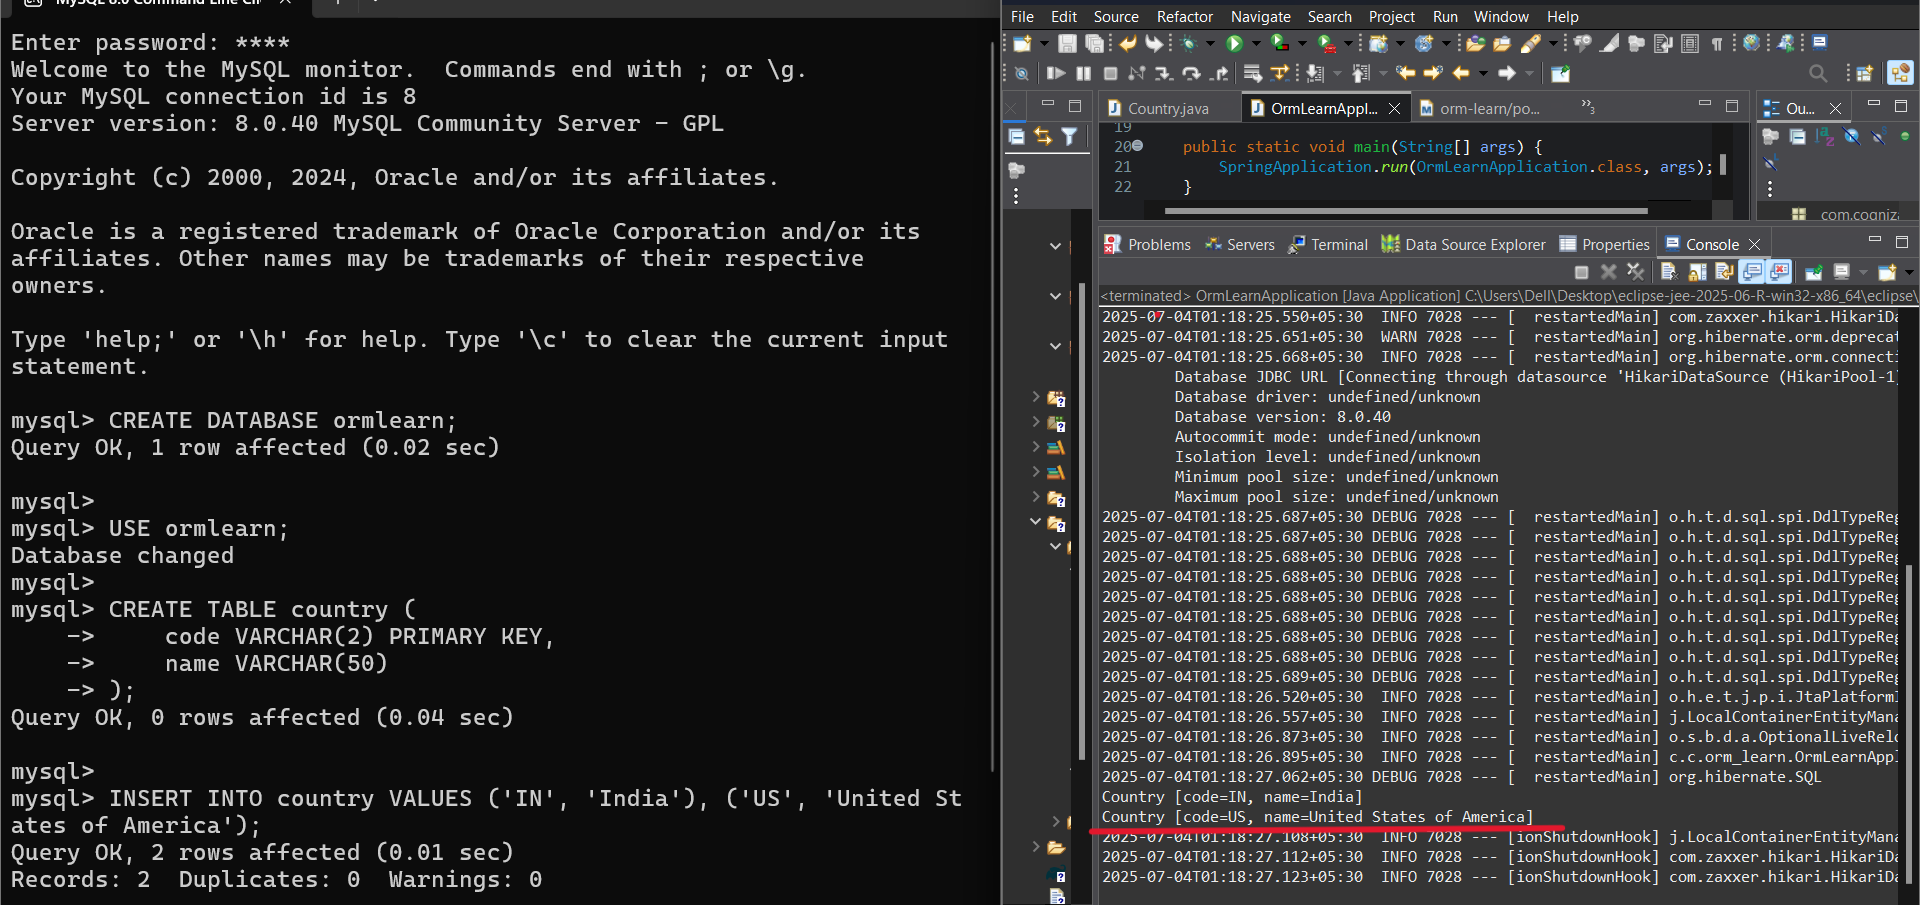 MySQL 8.0 Command Line Cli
Enter password: ****
Welcome to the MySQL monitor.  Commands end with ; or \g.
Your MySQL connection id is 8
Server version: 8.0.40 MySQL Community Server - GPL
Copyright (c) 2000, 2024, Oracle and/or its affiliates.
Oracle is a registered trademark of Oracle Corporation and/or its
affiliates. Other names may be trademarks of their respective
owners.
Type 'help;' or '\h' for help. Type '\c' to clear the current input
statement.
mysql> CREATE DATABASE ormlearn;
Query OK, 1 row affected (0.02 sec)
mysql>
mysql> USE ormlearn;
Database changed
mysql>
mysql> CREATE TABLE country (
    ->     code VARCHAR(2) PRIMARY KEY,
    ->     name VARCHAR(50)
    -> );
Query OK, 0 rows affected (0.04 sec)
mysql>
mysql> INSERT INTO country VALUES ('IN', 'India'), ('US', 'United St
ates of America');
Query OK, 2 rows affected (0.01 sec)
Records: 2  Duplicates: 0  Warnings: 0
File Edit Source Refactor Navigate Search Project Run Window Help
Country.java OrmLearnAppl... orm-learn/po... »3 Ou...
19
20 public static void main(String[] args) {
21 SpringApplication.run(OrmLearnApplication.class, args);
22 }
com.cogniz
Problems Servers Terminal Data Source Explorer Properties Console
<terminated> OrmLearnApplication [Java Application] C:\Users\Dell\Desktop\eclipse-jee-2025-06-R-win32-x86_64\eclipse\
2025-07-04T01:18:25.550+05:30  INFO 7028 --- [  restartedMain] com.zaxxer.hikari.HikariDa
2025-07-04T01:18:25.651+05:30  WARN 7028 --- [  restartedMain] org.hibernate.orm.deprecat
2025-07-04T01:18:25.668+05:30  INFO 7028 --- [  restartedMain] org.hibernate.orm.connecti
Database JDBC URL [Connecting through datasource 'HikariDataSource (HikariPool-1)
Database driver: undefined/unknown
Database version: 8.0.40
Autocommit mode: undefined/unknown
Isolation level: undefined/unknown
Minimum pool size: undefined/unknown
Maximum pool size: undefined/unknown
2025-07-04T01:18:25.687+05:30 DEBUG 7028 --- [  restartedMain] o.h.t.d.sql.spi.DdlTypeReg
2025-07-04T01:18:25.687+05:30 DEBUG 7028 --- [  restartedMain] o.h.t.d.sql.spi.DdlTypeReg
2025-07-04T01:18:25.688+05:30 DEBUG 7028 --- [  restartedMain] o.h.t.d.sql.spi.DdlTypeReg
2025-07-04T01:18:25.688+05:30 DEBUG 7028 --- [  restartedMain] o.h.t.d.sql.spi.DdlTypeReg
2025-07-04T01:18:25.688+05:30 DEBUG 7028 --- [  restartedMain] o.h.t.d.sql.spi.DdlTypeReg
2025-07-04T01:18:25.688+05:30 DEBUG 7028 --- [  restartedMain] o.h.t.d.sql.spi.DdlTypeReg
2025-07-04T01:18:25.688+05:30 DEBUG 7028 --- [  restartedMain] o.h.t.d.sql.spi.DdlTypeReg
2025-07-04T01:18:25.688+05:30 DEBUG 7028 --- [  restartedMain] o.h.t.d.sql.spi.DdlTypeReg
2025-07-04T01:18:25.689+05:30 DEBUG 7028 --- [  restartedMain] o.h.t.d.sql.spi.DdlTypeReg
2025-07-04T01:18:26.520+05:30  INFO 7028 --- [  restartedMain] o.h.e.t.j.p.i.JtaPlatformI
2025-07-04T01:18:26.557+05:30  INFO 7028 --- [  restartedMain] j.LocalContainerEntityMana
2025-07-04T01:18:26.873+05:30  INFO 7028 --- [  restartedMain] o.s.b.d.a.OptionalLiveRelo
2025-07-04T01:18:26.895+05:30  INFO 7028 --- [  restartedMain] c.c.orm_learn.OrmLearnAppl
2025-07-04T01:18:27.062+05:30 DEBUG 7028 --- [  restartedMain] org.hibernate.SQL
Country [code=IN, name=India]
Country [code=US, name=United States of America]
2025-07-04T01:18:27.108+05:30  INFO 7028 --- [ionShutdownHook] j.LocalContainerEntityMana
2025-07-04T01:18:27.112+05:30  INFO 7028 --- [ionShutdownHook] com.zaxxer.hikari.HikariDa
2025-07-04T01:18:27.123+05:30  INFO 7028 --- [ionShutdownHook] com.zaxxer.hikari.HikariDa